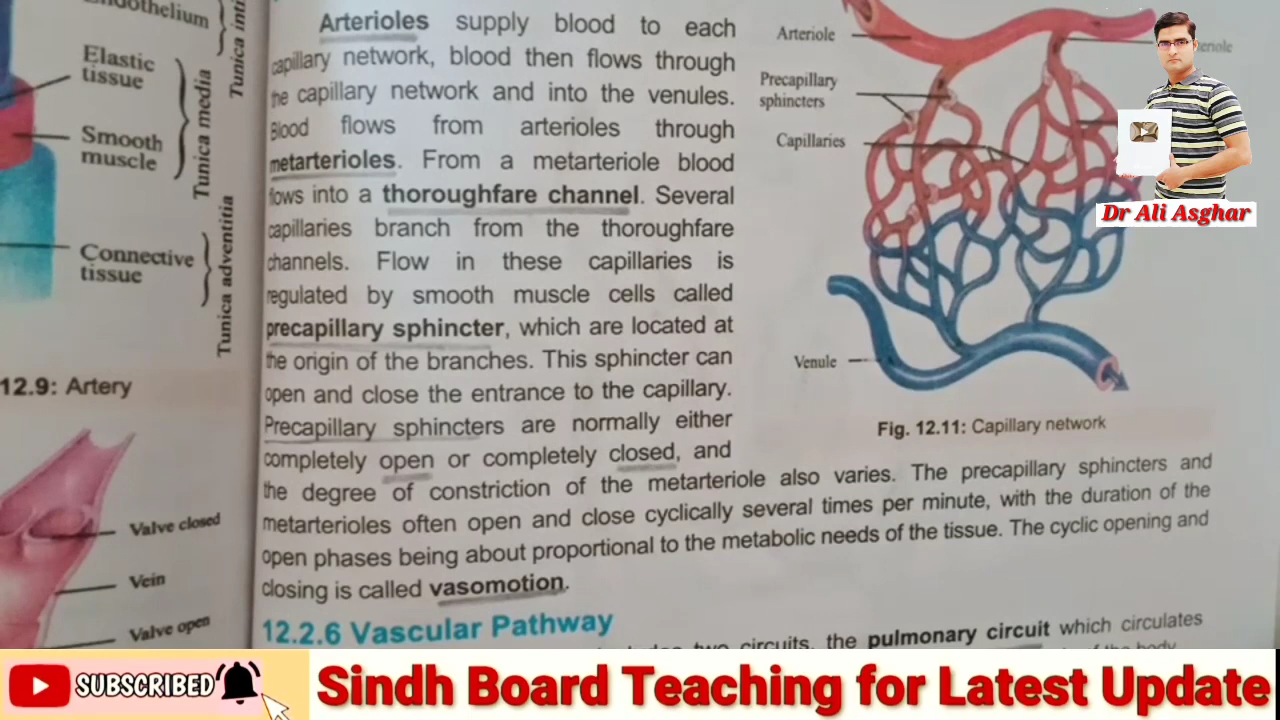 Elastic
tissue
Smooth
muscle
Connective
tissue
Tunica media
Tunica adventitia
12.9: Artery
Valve closed
Vein
Valve open
Arterioles supply blood to each
capillary network, blood then flows through
the capillary network and into the venules.
Blood flows from arterioles through
metarterioles. From a metarteriole blood
flows into a thoroughfare channel. Several
capillaries branch from the thoroughfare
channels. Flow in these capillaries is
regulated by smooth muscle cells called
precapillary sphincter, which are located at
the origin of the branches. This sphincter can
open and close the entrance to the capillary.
Precapillary sphincters are normally either
completely open or completely closed, and
the degree of constriction of the metarteriole also varies. The precapillary sphincters and
metarterioles often open and close cyclically several times per minute, with the duration of the
open phases being about proportional to the metabolic needs of the tissue. The cyclic opening and
closing is called vasomotion.
12.2.6 Vascular Pathway
two circuits, the pulmonary circuit which circulates
Arteriole
Precapillary
sphincters
Capillaries
Venule
Fig. 12.11: Capillary network
Dr Ali Asghar
SUBSCRIBED
Sindh Board Teaching for Latest Update